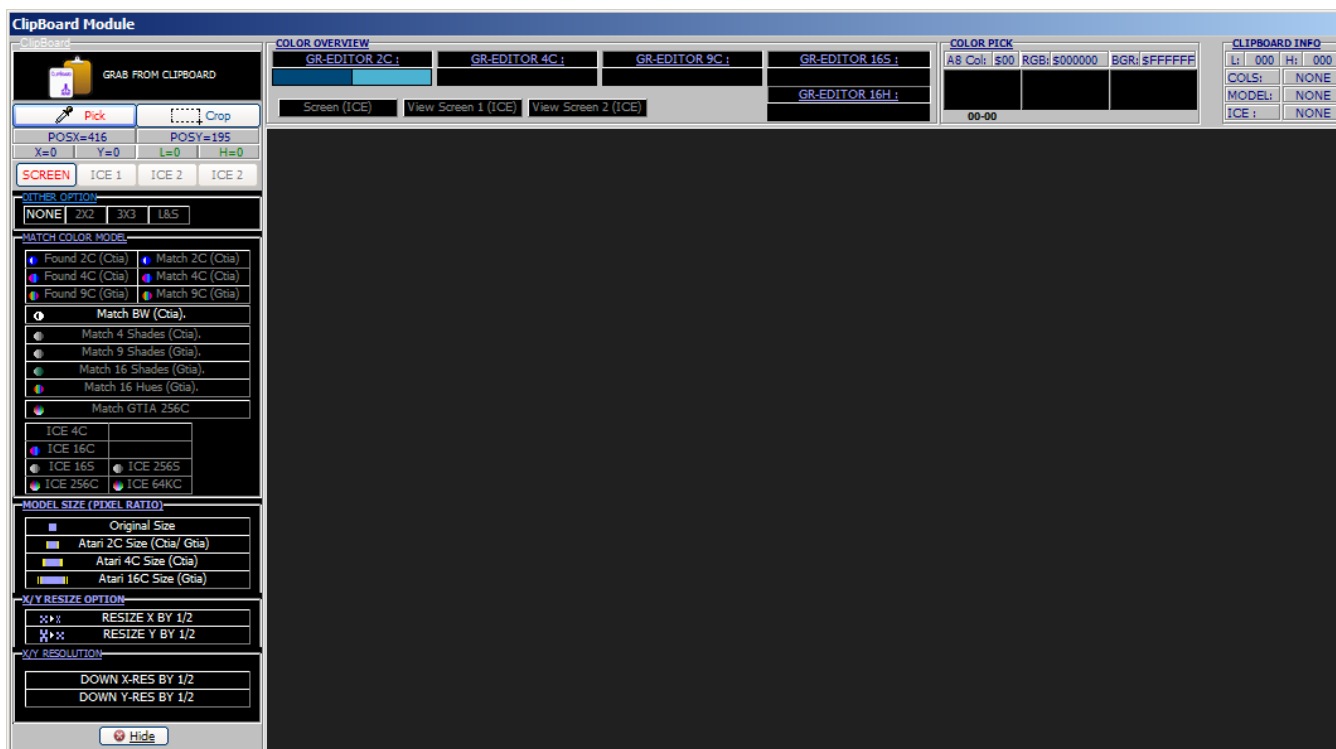 ClipBoard Module
ClipBoard
GRAB FROM CLIPBOARD
Pick
Crop
POSX=416 POSY=195
X=0 Y=0 L=0 H=0
SCREEN ICE 1 ICE 2 ICE 2
DITHER OPTION
NONE 2X2 3X3 L&S
MATCH COLOR MODEL
Found 2C (Ctia) Match 2C (Ctia)
Found 4C (Ctia) Match 4C (Ctia)
Found 9C (Gtia) Match 9C (Gtia)
Match BW (Ctia).
Match 4 Shades (Ctia).
Match 9 Shades (Gtia).
Match 16 Shades (Gtia).
Match 16 Hues (Gtia).
Match GTIA 256C
ICE 4C
ICE 16C
ICE 16S ICE 256S
ICE 256C ICE 64KC
MODEL SIZE (PIXEL RATIO)
Original Size
Atari 2C Size (Ctia/ Gtia)
Atari 4C Size (Ctia)
Atari 16C Size (Gtia)
X/Y RESIZE OPTION
RESIZE X BY 1/2
RESIZE Y BY 1/2
X/Y RESOLUTION
DOWN X-RES BY 1/2
DOWN Y-RES BY 1/2
Hide
COLOR OVERVIEW
GR-EDITOR 2C : GR-EDITOR 4C : GR-EDITOR 9C : GR-EDITOR 16S :
GR-EDITOR 16H :
Screen (ICE) View Screen 1 (ICE) View Screen 2 (ICE)
COLOR PICK
A8 Col: $00 RGB: $000000 BGR: $FFFFFF
00-00
CLIPBOARD INFO
L: 000 H: 000
COLS: NONE
MODEL: NONE
ICE : NONE